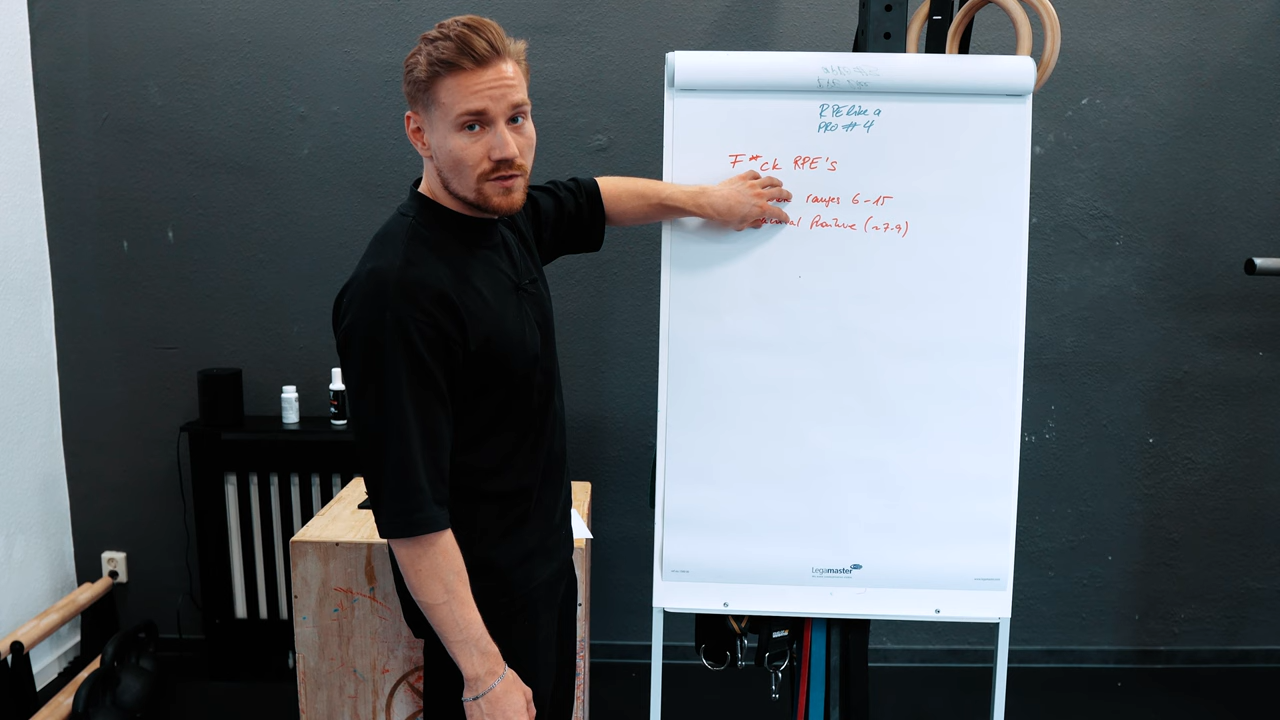 RPE like a
PRO # 4
F*ck RPE's
ranges 6-15
(~7-9)
Legamaster